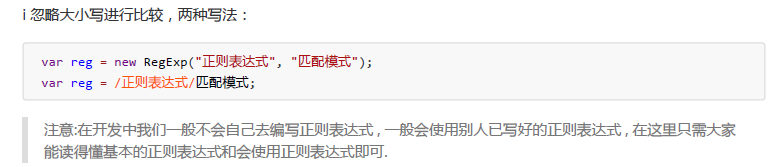 i 忽略大小写进行比较，两种写法：
var reg = new RegExp("正则表达式", "匹配模式");
var reg = /正则表达式/匹配模式;
注意:在开发中我们一般不会自己去编写正则表达式，一般会使用别人已写好的正则表达式，在这里只需大家
能读得懂基本的正则表达式和会使用正则表达式即可.